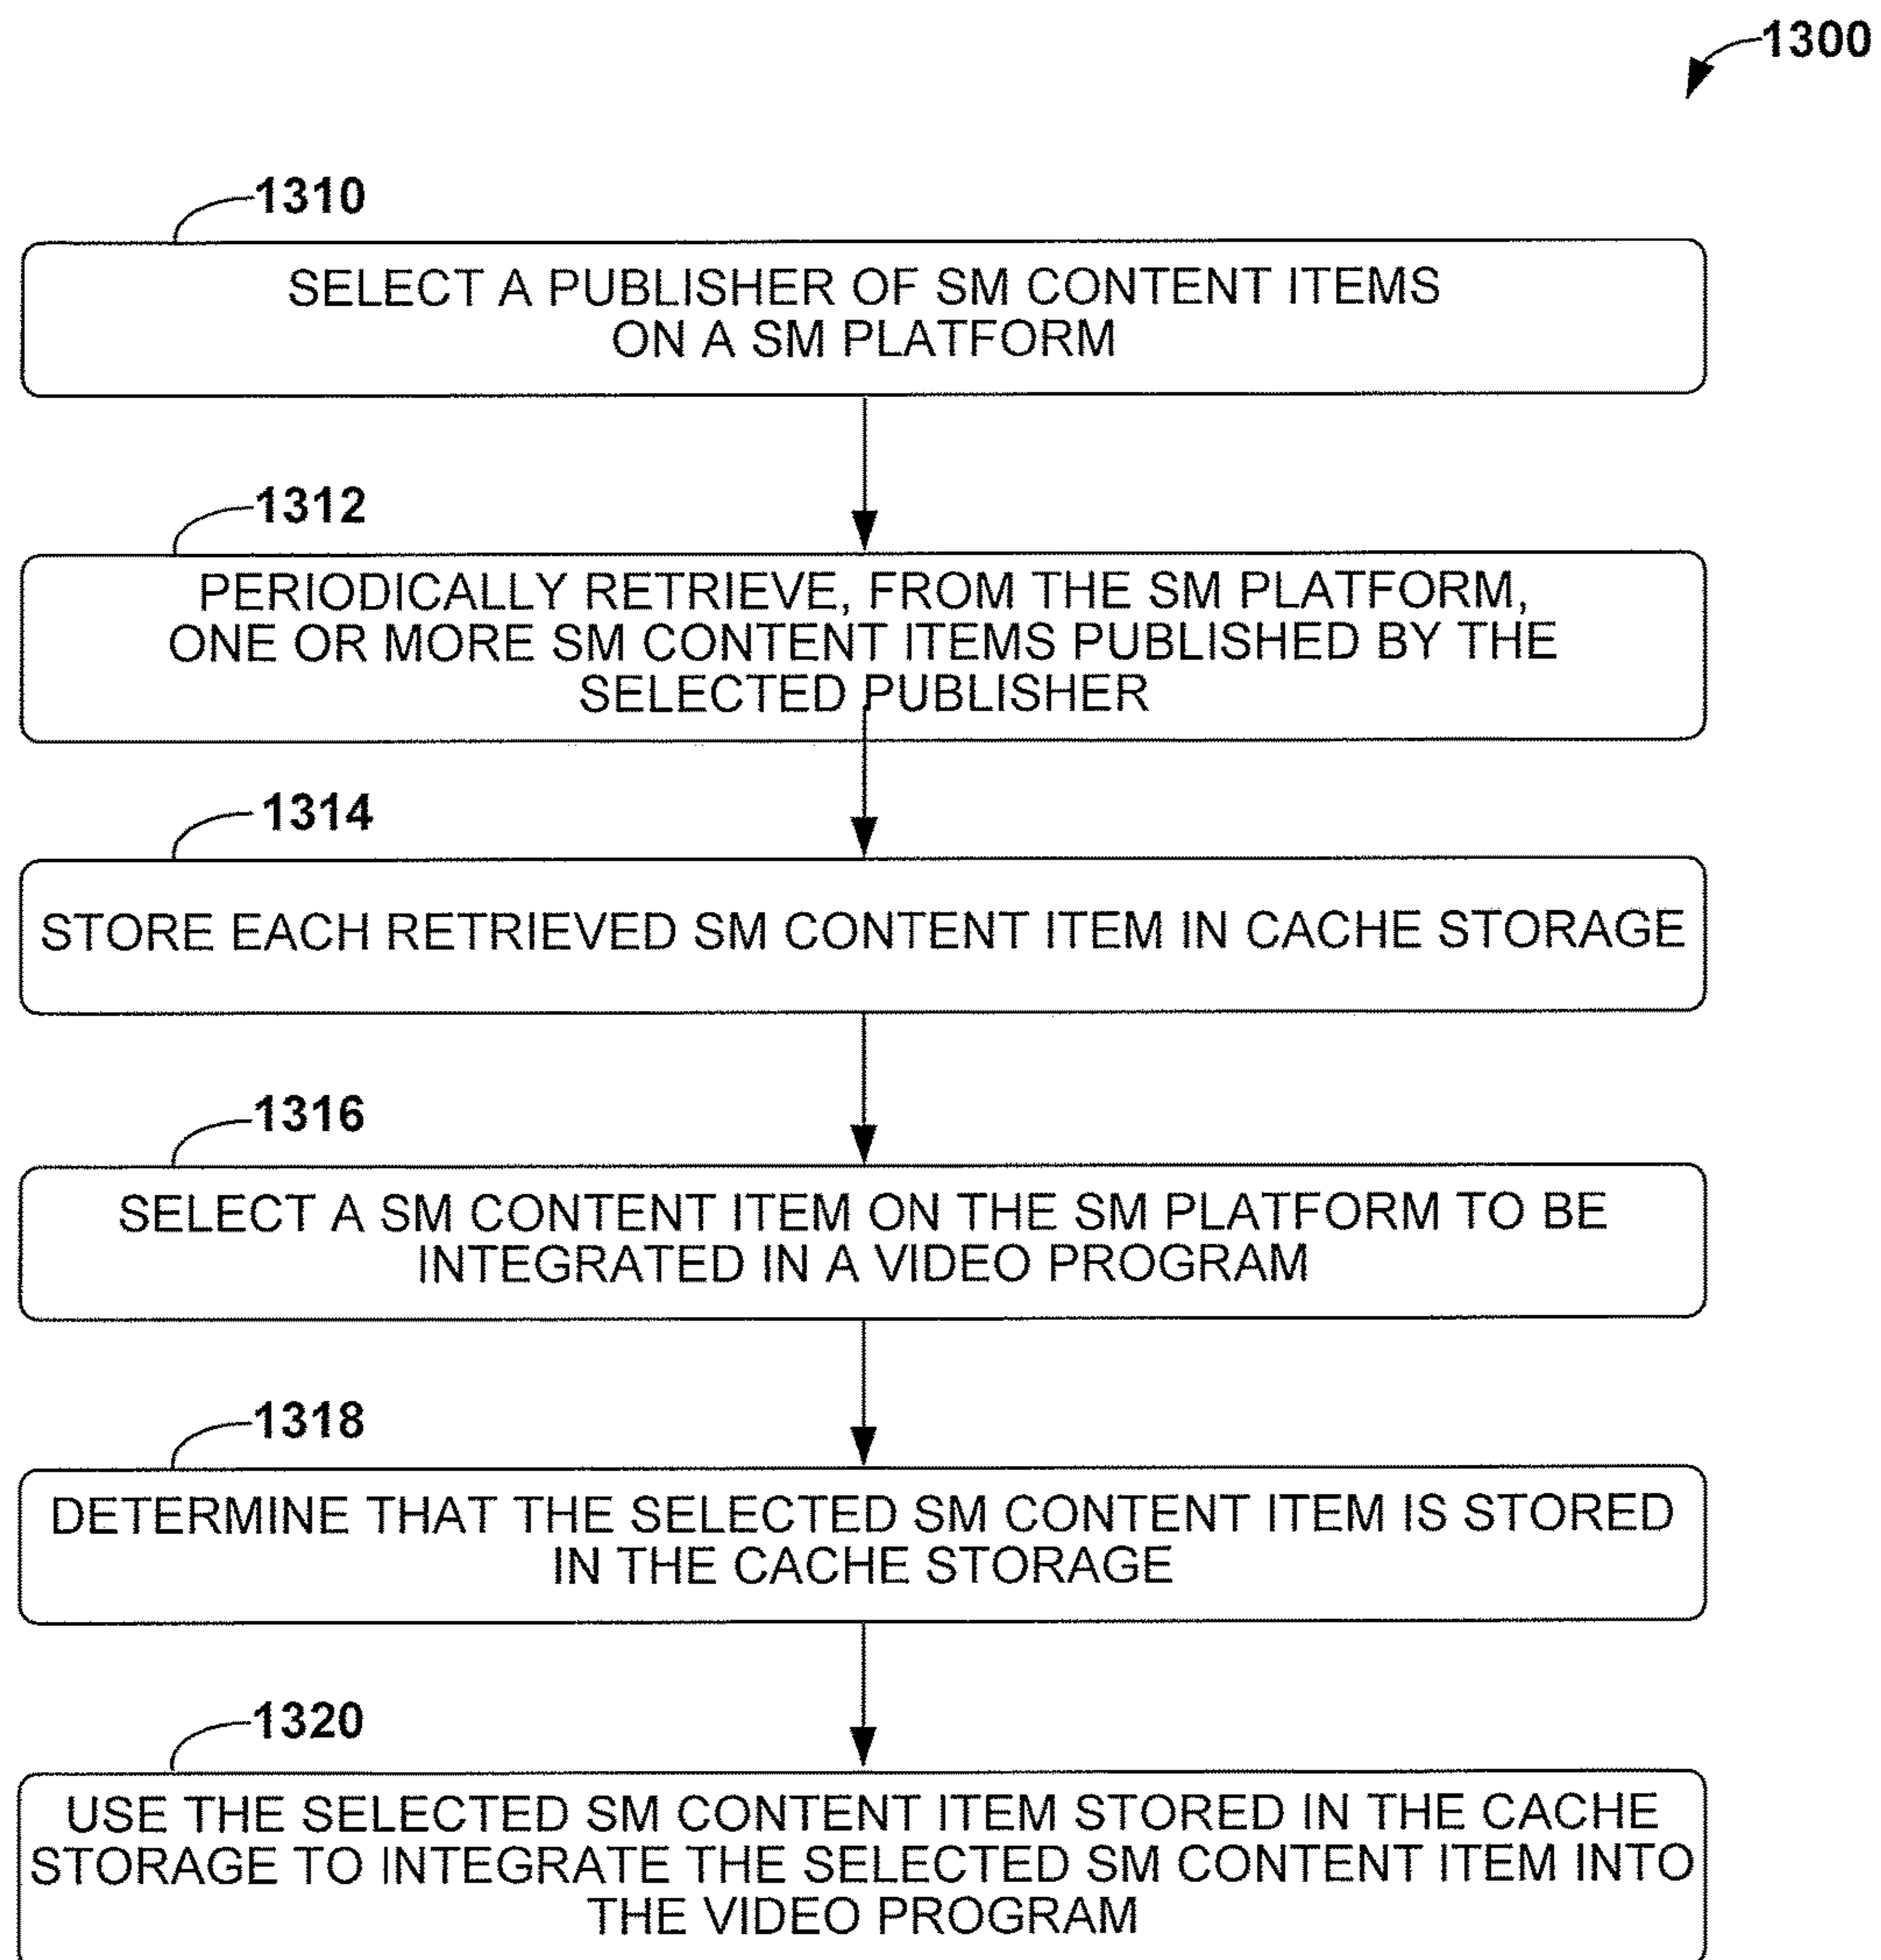 1300
1310
SELECT A PUBLISHER OF SM CONTENT ITEMS
ON A SM PLATFORM
1312
PERIODICALLY RETRIEVE, FROM THE SM PLATFORM,
ONE OR MORE SM CONTENT ITEMS PUBLISHED BY THE
SELECTED PUBLISHER
1314
STORE EACH RETRIEVED SM CONTENT ITEM IN CACHE STORAGE
1316
SELECT A SM CONTENT ITEM ON THE SM PLATFORM TO BE
INTEGRATED IN A VIDEO PROGRAM
1318
DETERMINE THAT THE SELECTED SM CONTENT ITEM IS STORED
IN THE CACHE STORAGE
1320
USE THE SELECTED SM CONTENT ITEM STORED IN THE CACHE
STORAGE TO INTEGRATE THE SELECTED SM CONTENT ITEM INTO
THE VIDEO PROGRAM